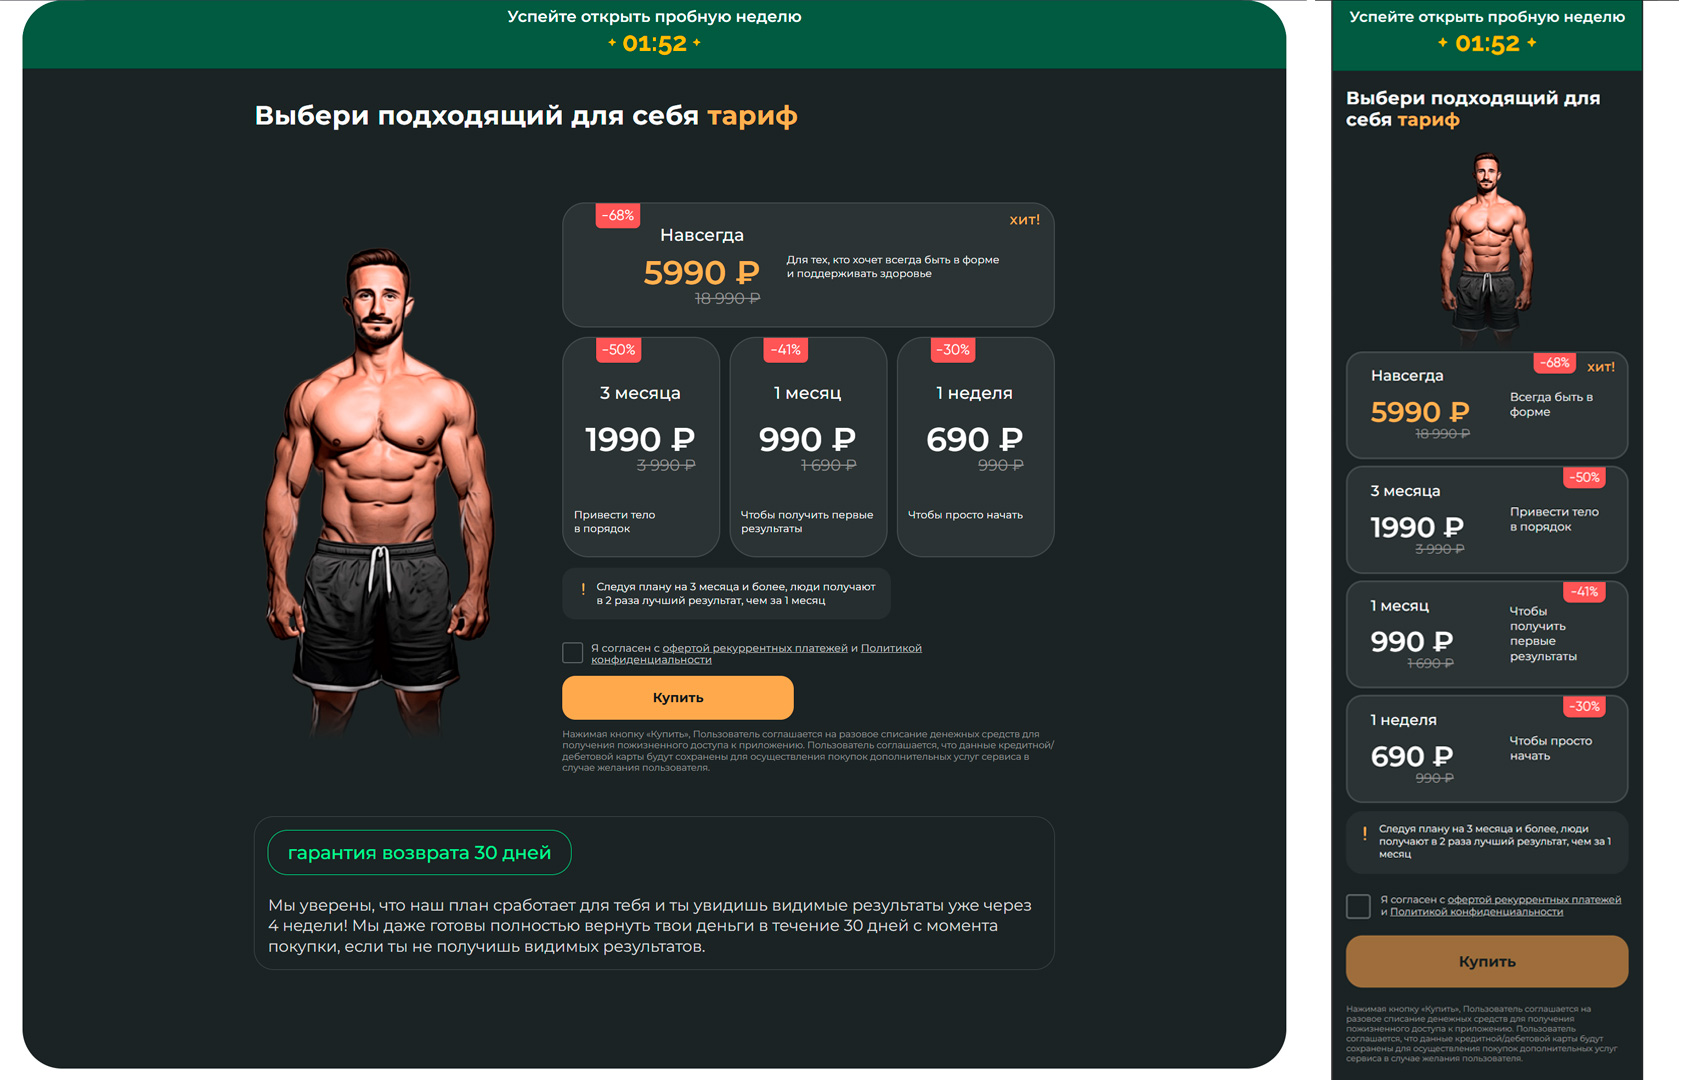 Успейте открыть пробную неделю
01:52
Выбери подходящий для себя тариф
-68%
хит!
Навсегда
5990 ₽
18 990 ₽
Для тех, кто хочет всегда быть в форме
и поддерживать здоровье
-50%
3 месяца
1990 ₽
3 990 ₽
Привести тело
в порядок
-41%
1 месяц
990 ₽
1 690 ₽
Чтобы получить первые
результаты
-30%
1 неделя
690 ₽
990 ₽
Чтобы просто начать
! Следуя плану на 3 месяца и более, люди получают
в 2 раза лучший результат, чем за 1 месяц
Я согласен с офертой рекуррентных платежей и Политикой
конфиденциальности
Купить
Нажимая кнопку «Купить», Пользователь соглашается на разовое списание денежных средств для
получения пожизненного доступа к приложению. Пользователь соглашается, что данные кредитной/
дебетовой карты будут сохранены для осуществления покупок дополнительных услуг сервиса в
случае желания пользователя.
гарантия возврата 30 дней
Мы уверены, что наш план сработает для тебя и ты увидишь видимые результаты уже через
4 недели! Мы даже готовы полностью вернуть твои деньги в течение 30 дней с момента
покупки, если ты не получишь видимых результатов.
Успейте открыть пробную неделю
01:52
Выбери подходящий для
себя тариф
-68%
хит!
Навсегда
5990 ₽
18 990 ₽
Всегда быть в
форме
-50%
3 месяца
1990 ₽
3 990 ₽
Привести тело
в порядок
-41%
1 месяц
990 ₽
1 690 ₽
Чтобы
получить
первые
результаты
-30%
1 неделя
690 ₽
990 ₽
Чтобы просто
начать
! Следуя плану на 3 месяца и более, люди
получают в 2 раза лучший результат, чем за 1
месяц
Я согласен с офертой рекуррентных платежей
и Политикой конфиденциальности
Купить
Нажимая кнопку «Купить», Пользователь соглашается на
разовое списание денежных средств для получения
пожизненного доступа к приложению. Пользователь
соглашается, что данные кредитной/дебетовой карты будут
сохранены для осуществления покупок дополнительных услуг
сервиса в случае желания пользователя.